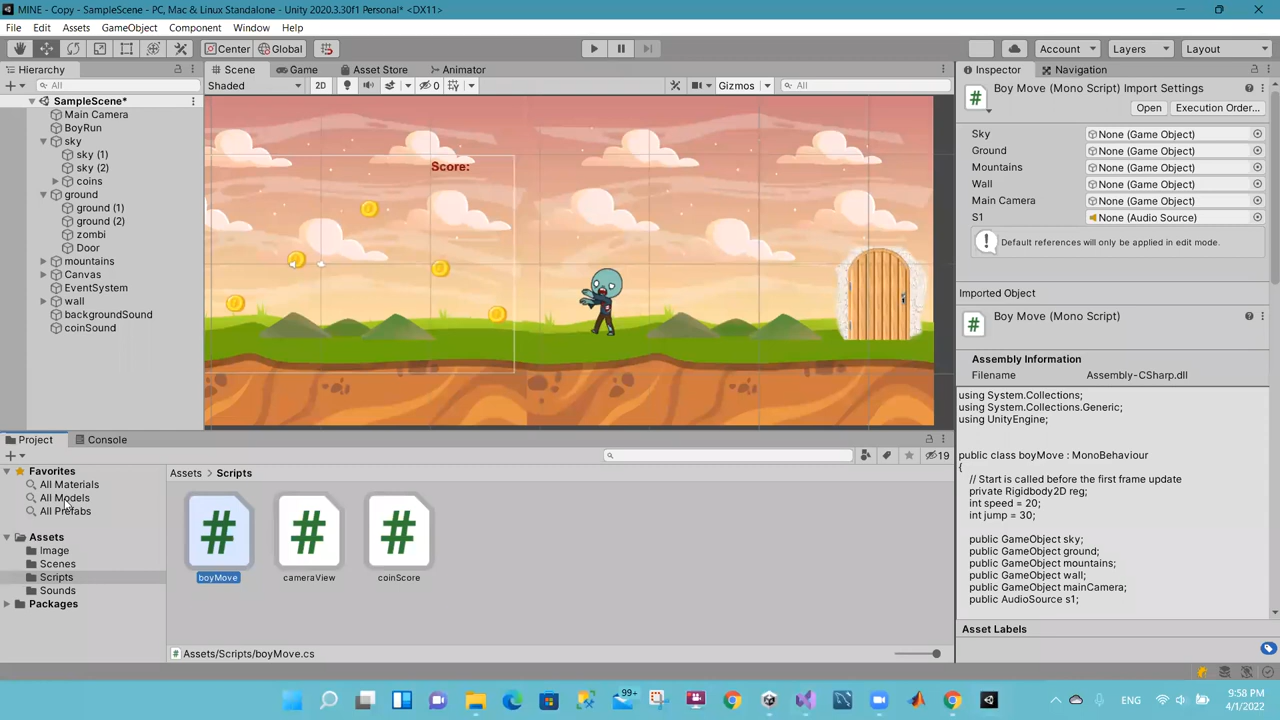 MINE - Copy - SampleScene - PC, Mac & Linux Standalone - Unity 2020.3.30f1 Personal* <DX11>
File Edit Assets GameObject Component Window Help
Center Global Account Layers Layout
Hierarchy
All
SampleScene*
Main Camera
BoyRun
sky
sky (1)
sky (2)
coins
ground
ground (1)
ground (2)
zombi
Door
mountains
Canvas
EventSystem
wall
backgroundSound
coinSound
Scene Game Asset Store Animator
Shaded 2D 0 Gizmos All
Score:
Inspector Navigation
Boy Move (Mono Script) Import Settings
Open Execution Order...
Sky None (Game Object)
Ground None (Game Object)
Mountains None (Game Object)
Wall None (Game Object)
Main Camera None (Game Object)
S1 None (Audio Source)
Default references will only be applied in edit mode.
Imported Object
Boy Move (Mono Script)
Assembly Information
Filename Assembly-CSharp.dll
using System.Collections;
using System.Collections.Generic;
using UnityEngine;
public class boyMove : MonoBehaviour
{
// Start is called before the first frame update
private Rigidbody2D reg;
int speed = 20;
int jump = 30;
public GameObject sky;
public GameObject ground;
public GameObject mountains;
public GameObject wall;
public GameObject mainCamera;
public AudioSource s1;
Asset Labels
Project Console
19
Favorites
All Materials
All Models
All Prefabs
Assets
Image
Scenes
Scripts
Sounds
Packages
Assets > Scripts
# # #
boyMove cameraView coinScore
Assets/Scripts/boyMove.cs
99+
ENG
9:58 PM
4/1/2022